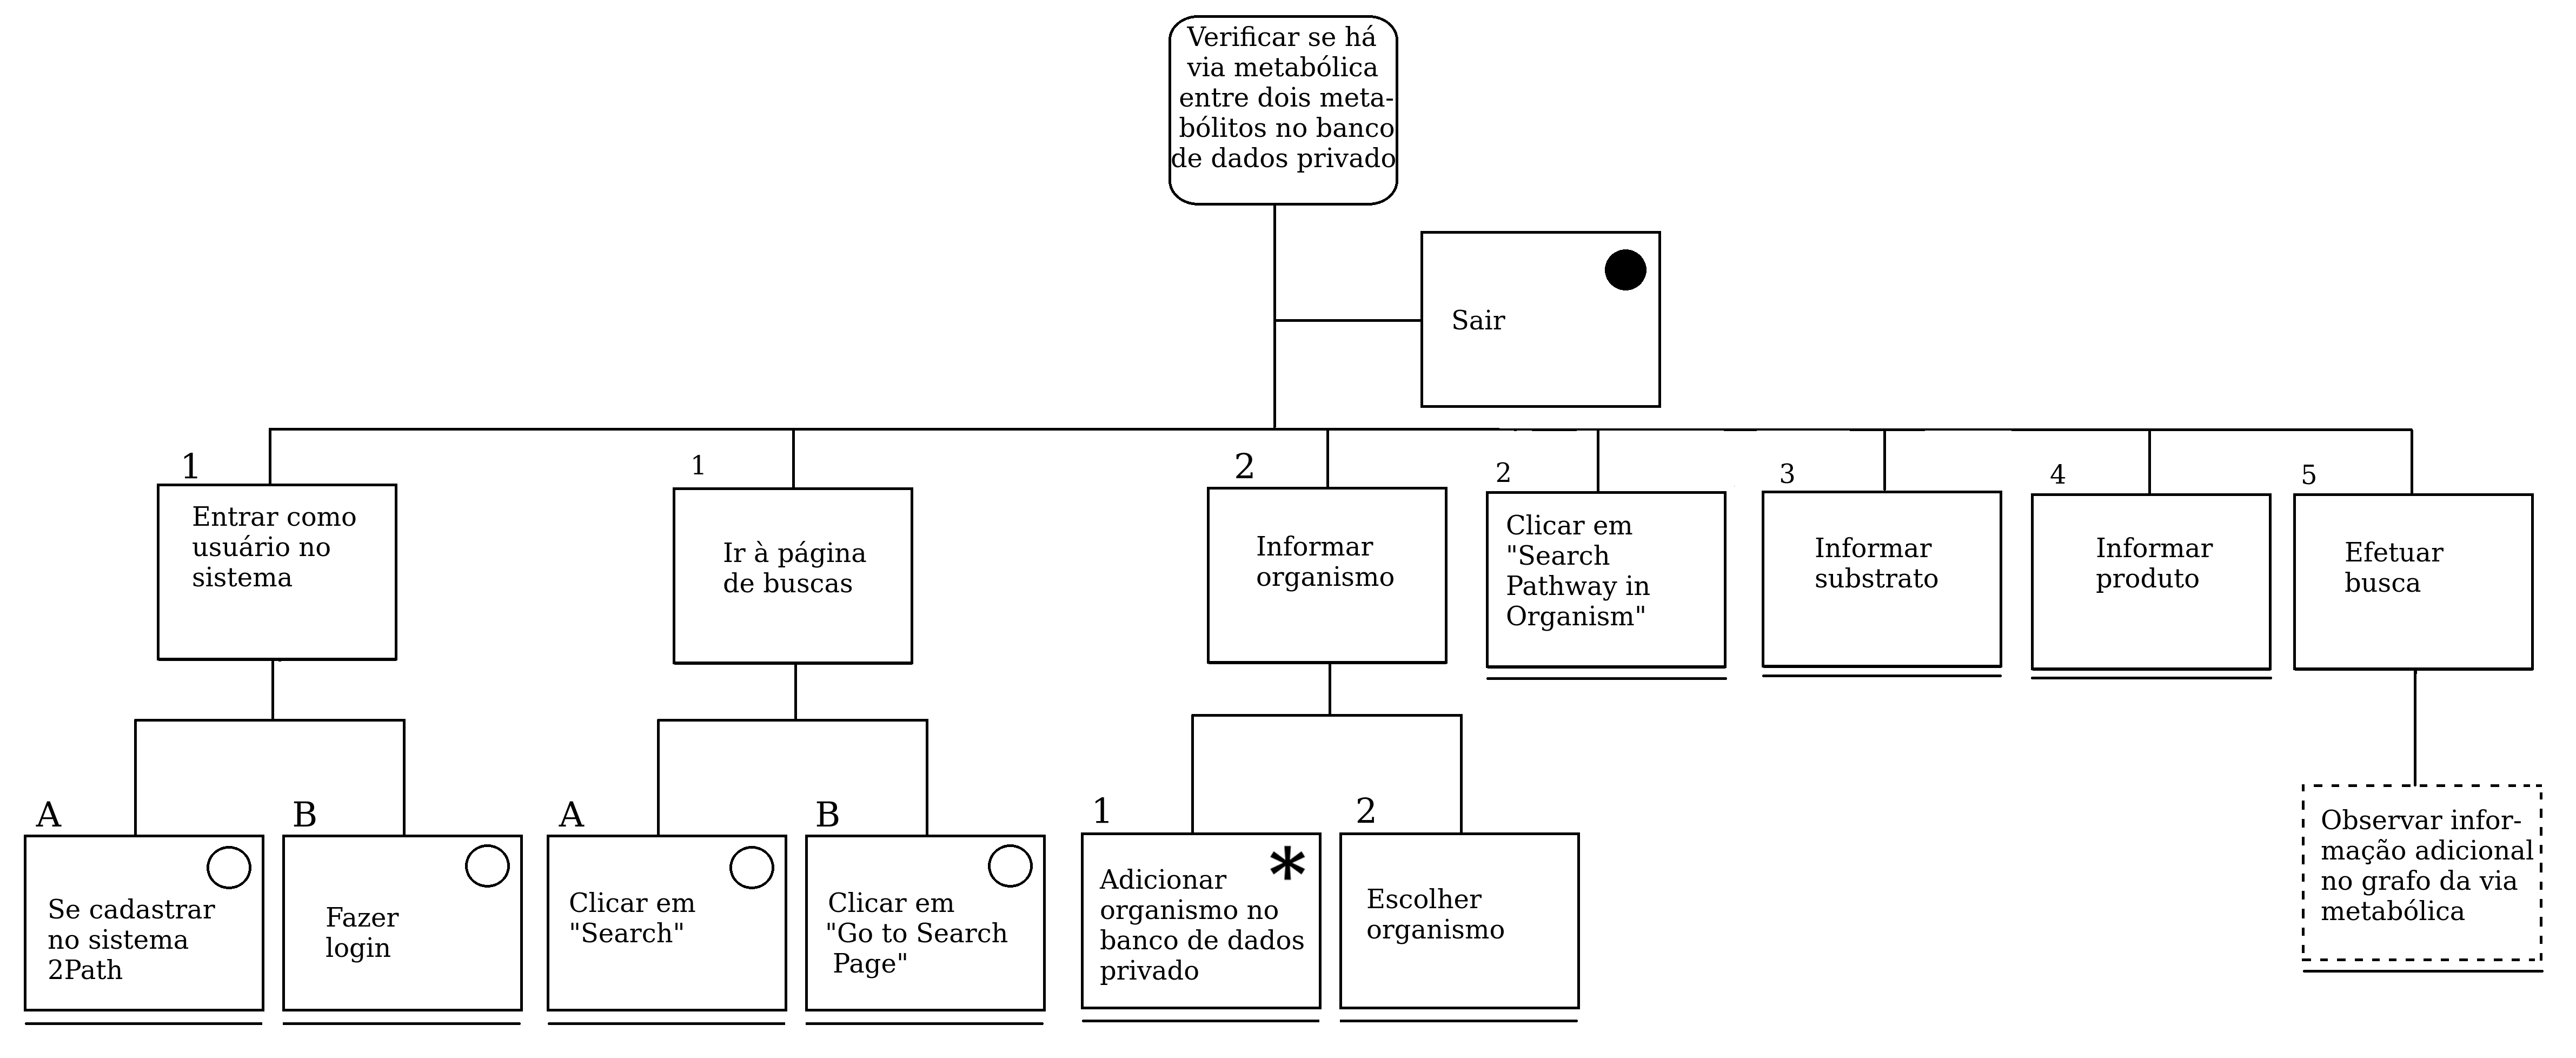 Verificar se há
via metabólica
entre dois meta-
bólitos no banco
de dados privado
Sair
1
Entrar como
usuário no
sistema
1
Ir à página
de buscas
2
Informar
organismo
2
Clicar em
"Search
Pathway in
Organism"
3
Informar
substrato
4
Informar
produto
5
Efetuar
busca
A
Se cadastrar
no sistema
2Path
B
Fazer
login
A
Clicar em
"Search"
B
Clicar em
"Go to Search
Page"
1
*
Adicionar
organismo no
banco de dados
privado
2
Escolher
organismo
Observar infor-
mação adicional
no grafo da via
metabólica